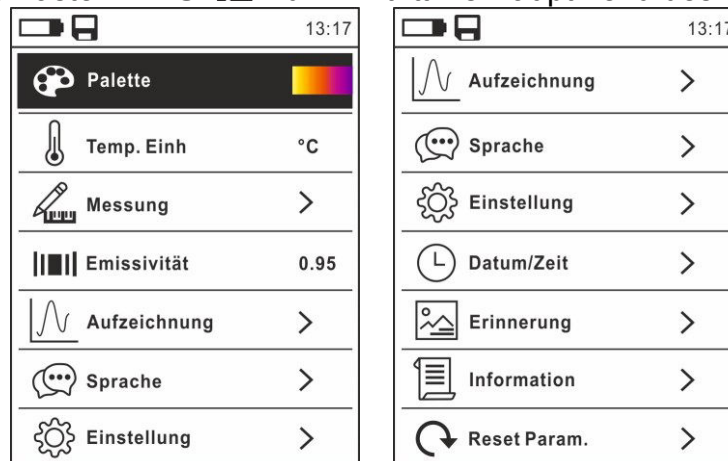 13:17
Palette
Temp. Einh °C
Messung
Emissivität 0.95
Aufzeichnung
Sprache
Einstellung
13:17
Aufzeichnung
Sprache
Einstellung
Datum/Zeit
Erinnerung
Information
Reset Param.